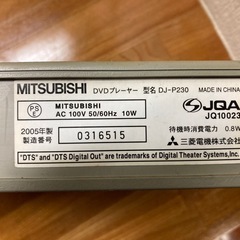 MITSUBISHI DVDプレーヤー 型名 DJ-P230 MADE IN CHINA
PS E MITSUBISHI JQA
AC 100V 50/60Hz 10W JQ10023
2005年製 待機時消費電力 0.8W
製造番号 0316515 三菱電機株式会社
"DTS" and "DTS Digital Out" are trademarks of Digital Theater Systems, Inc.